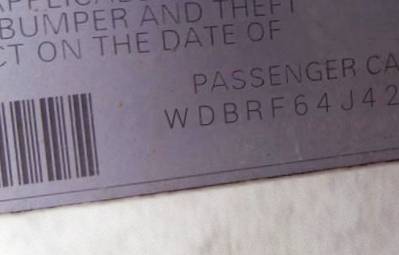 BUMPER AND THEFT
CT ON THE DATE OF
PASSENGER CA
WDBRF64J42